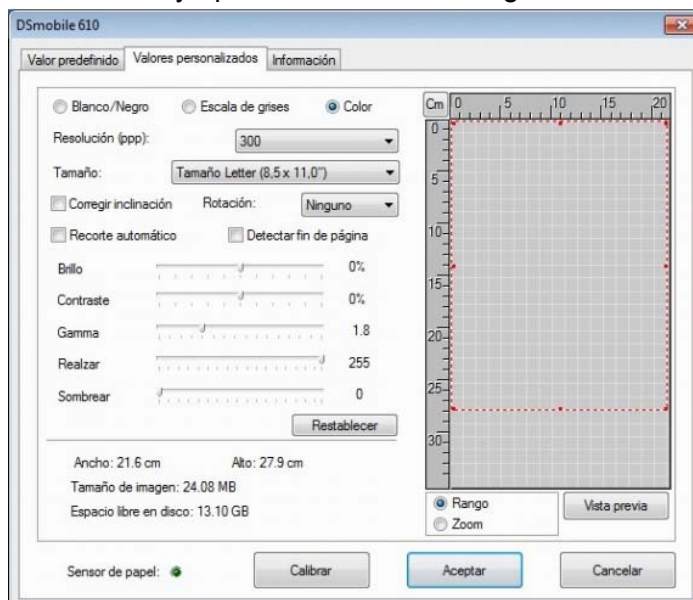 DSmobile 610
Valor predefinido Valores personalizados Información
Blanco/Negro Escala de grises Color
Resolución (ppp): 300
Tamaño: Tamaño Letter (8,5 x 11,0")
Corregir inclinación Rotación: Ninguno
Recorte automático Detectar fin de página
Brillo 0%
Contraste 0%
Gamma 1.8
Realzar 255
Sombrear 0
Restablecer
Ancho: 21.6 cm Alto: 27.9 cm
Tamaño de imagen: 24.08 MB
Espacio libre en disco: 13.10 GB
Cm 0 5 10 15 20
0
5
10
15
20
25
30
Rango
Zoom
Vista previa
Sensor de papel: Calibrar Aceptar Cancelar